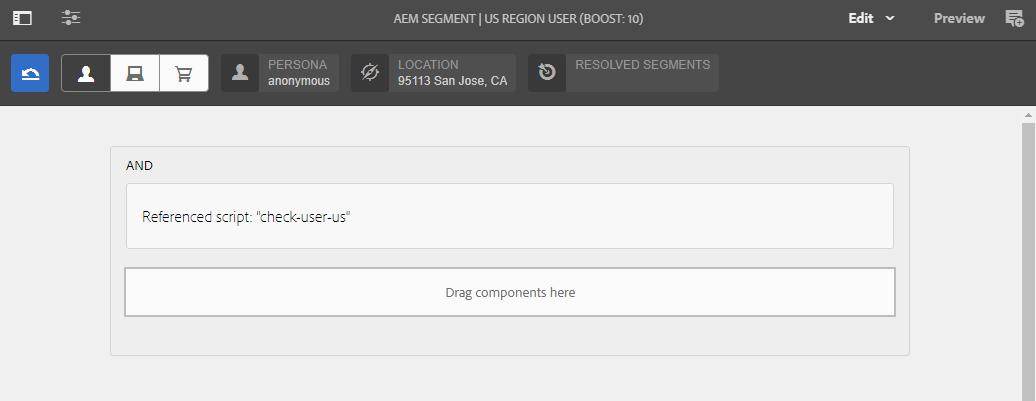 AEM SEGMENT | US REGION USER (BOOST: 10)
Edit
Preview
PERSONA
anonymous
LOCATION
95113 San Jose, CA
RESOLVED SEGMENTS
AND
Referenced script: "check-user-us"
Drag components here